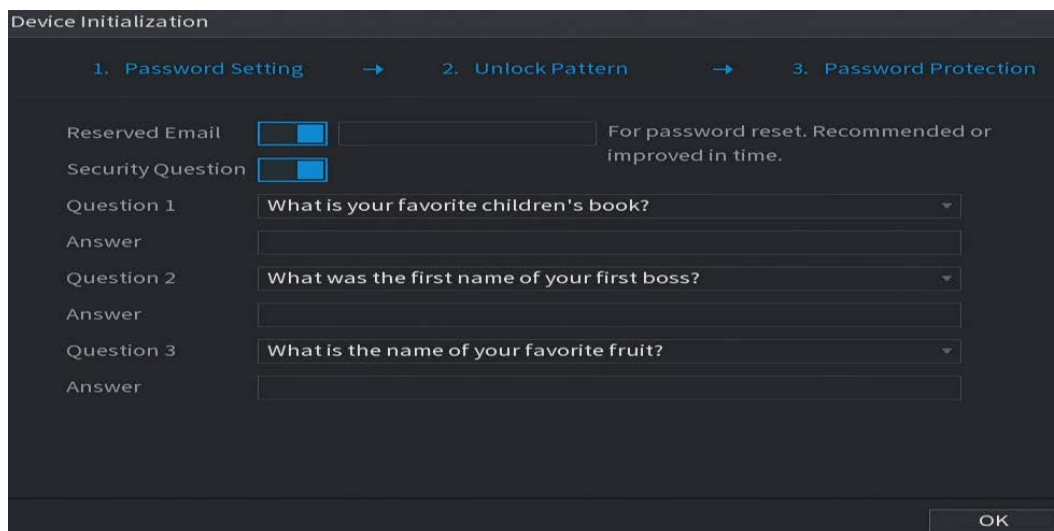 Device Initialization
1. Password Setting → 2. Unlock Pattern → 3. Password Protection
Reserved Email For password reset. Recommended or
improved in time.
Security Question
Question 1 What is your favorite children's book?
Answer
Question 2 What was the first name of your first boss?
Answer
Question 3 What is the name of your favorite fruit?
Answer
OK